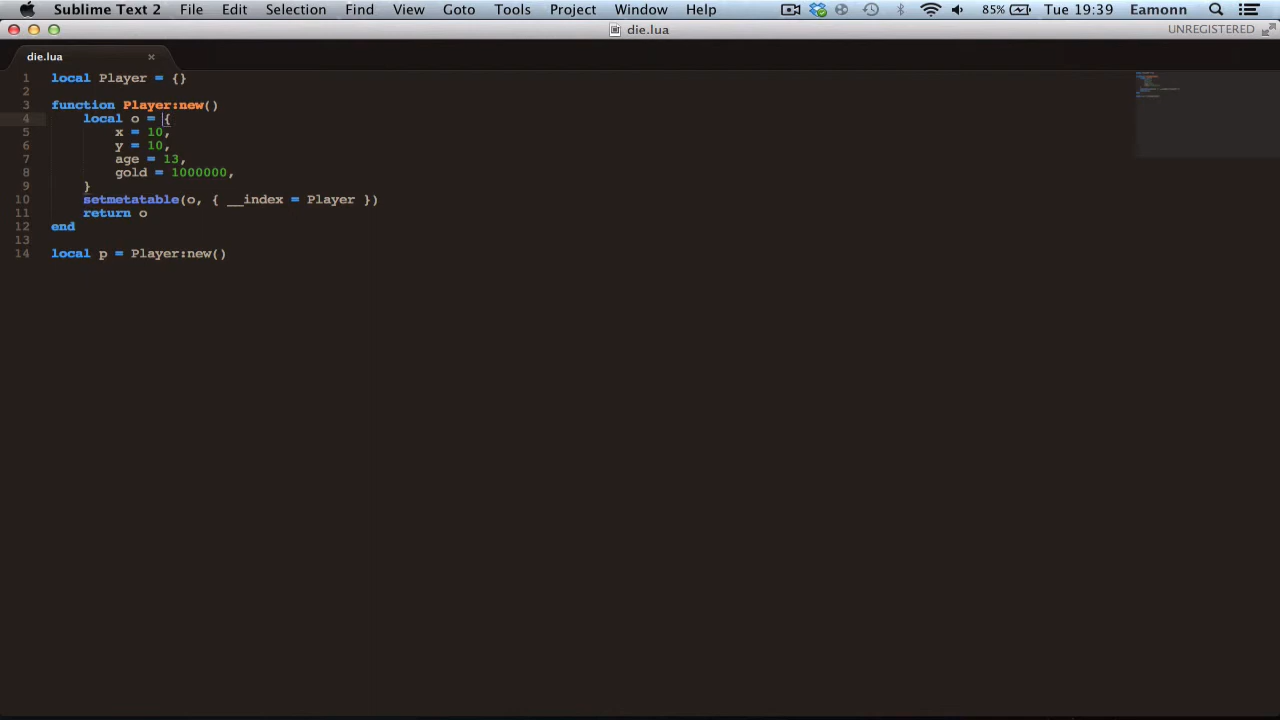 Sublime Text 2 File Edit Selection Find View Goto Tools Project Window Help 85% Tue 19:39 Eamonn
die.lua UNREGISTERED
die.lua ×
1 local Player = {}
2
3 function Player:new()
4 local o = {
5 x = 10,
6 y = 10,
7 age = 13,
8 gold = 1000000,
9 }
10 setmetatable(o, { __index = Player })
11 return o
12 end
13
14 local p = Player:new()